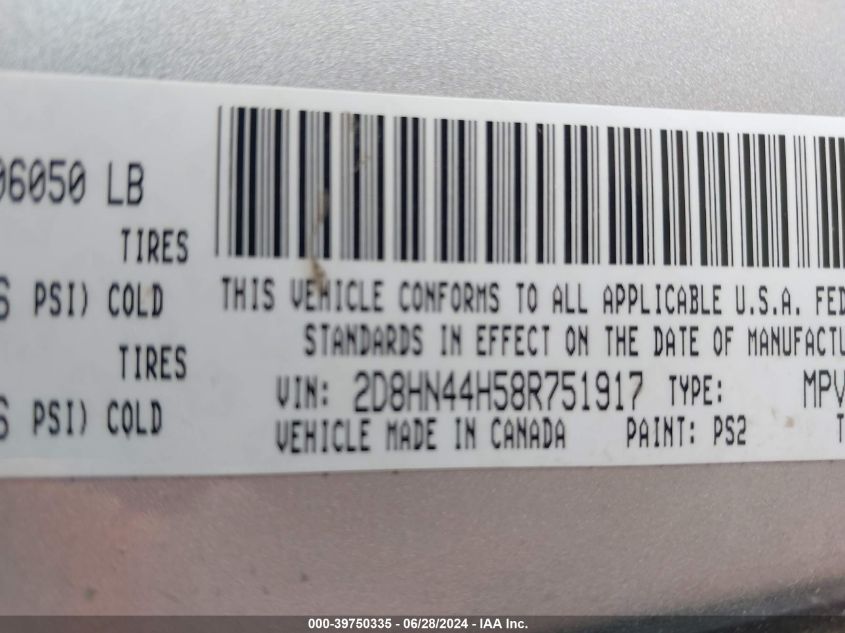 06050 LB
TIRES
PSI) COLD
TIRES
PSI) COLD
THIS VEHICLE CONFORMS TO ALL APPLICABLE U.S.A. FED
STANDARDS IN EFFECT ON THE DATE OF MANUFACTU
VIN: 2D8HN44H58R751917 TYPE: MPV
VEHICLE MADE IN CANADA PAINT: PS2 T
000-39750335 - 06/28/2024 - IAA Inc.